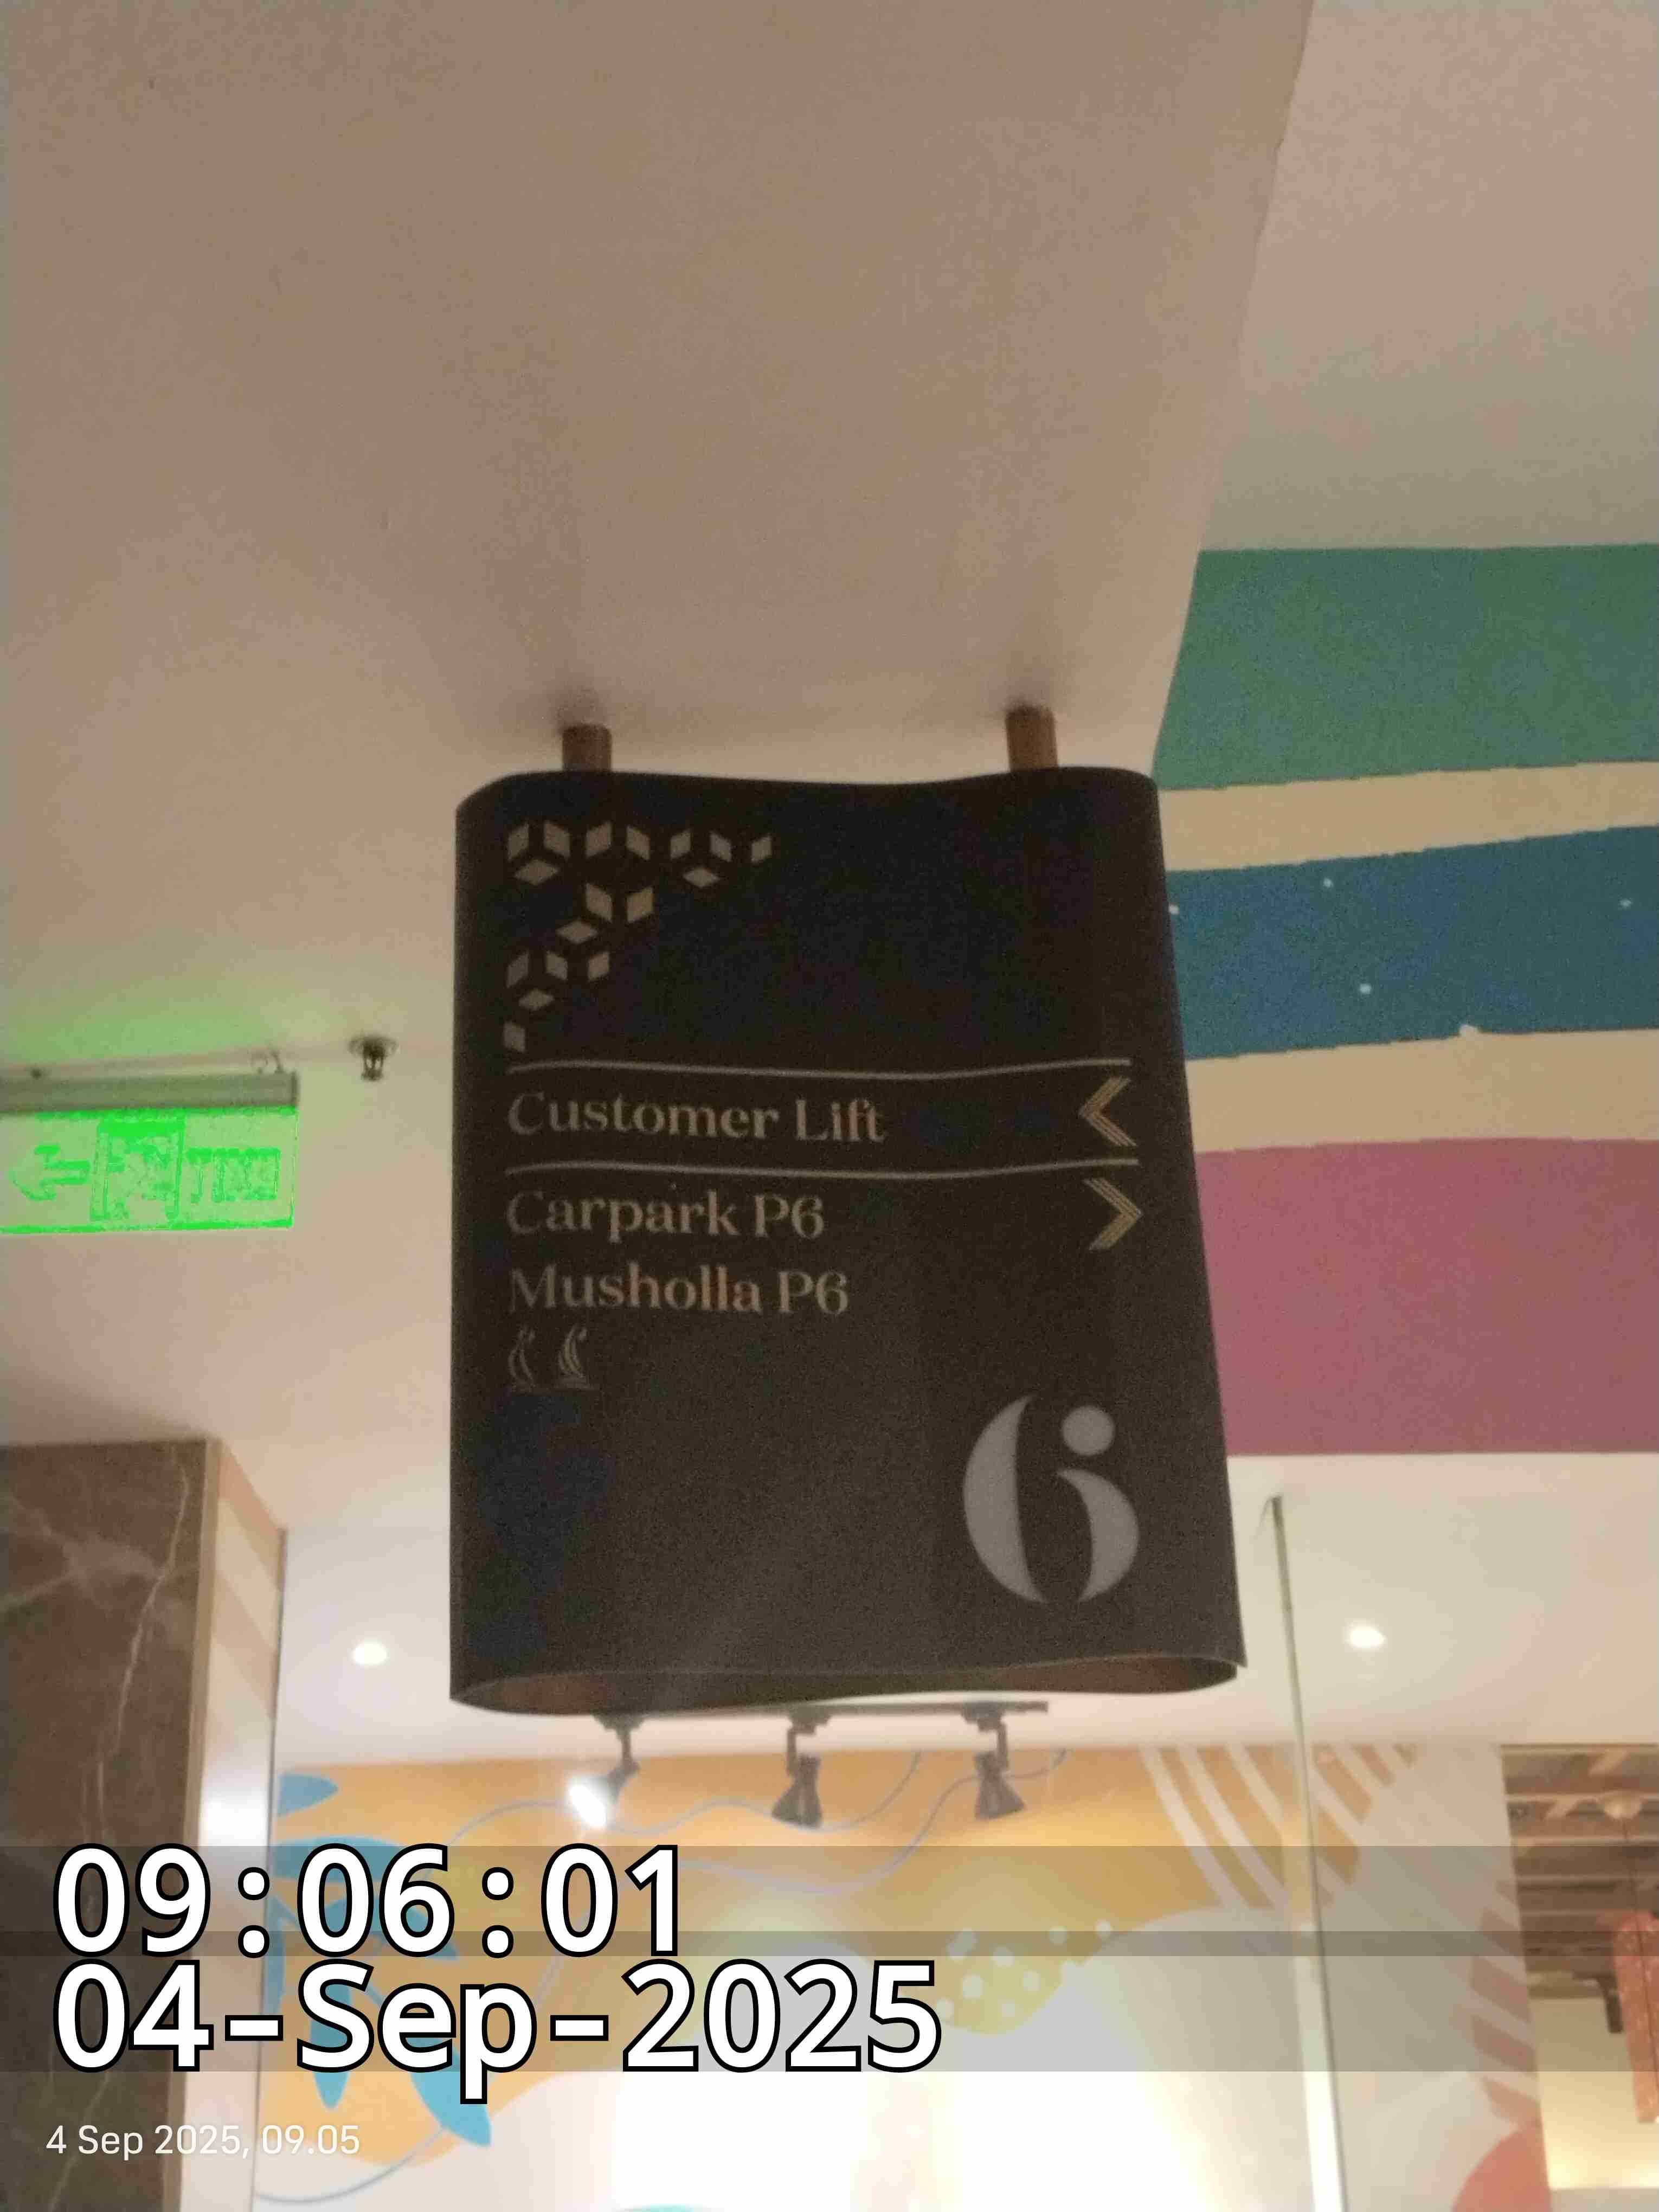 Customer Lift
Carpark P6
Musholla P6
6
09:06:01
04-Sep-2025
4 Sep 2025, 09.05